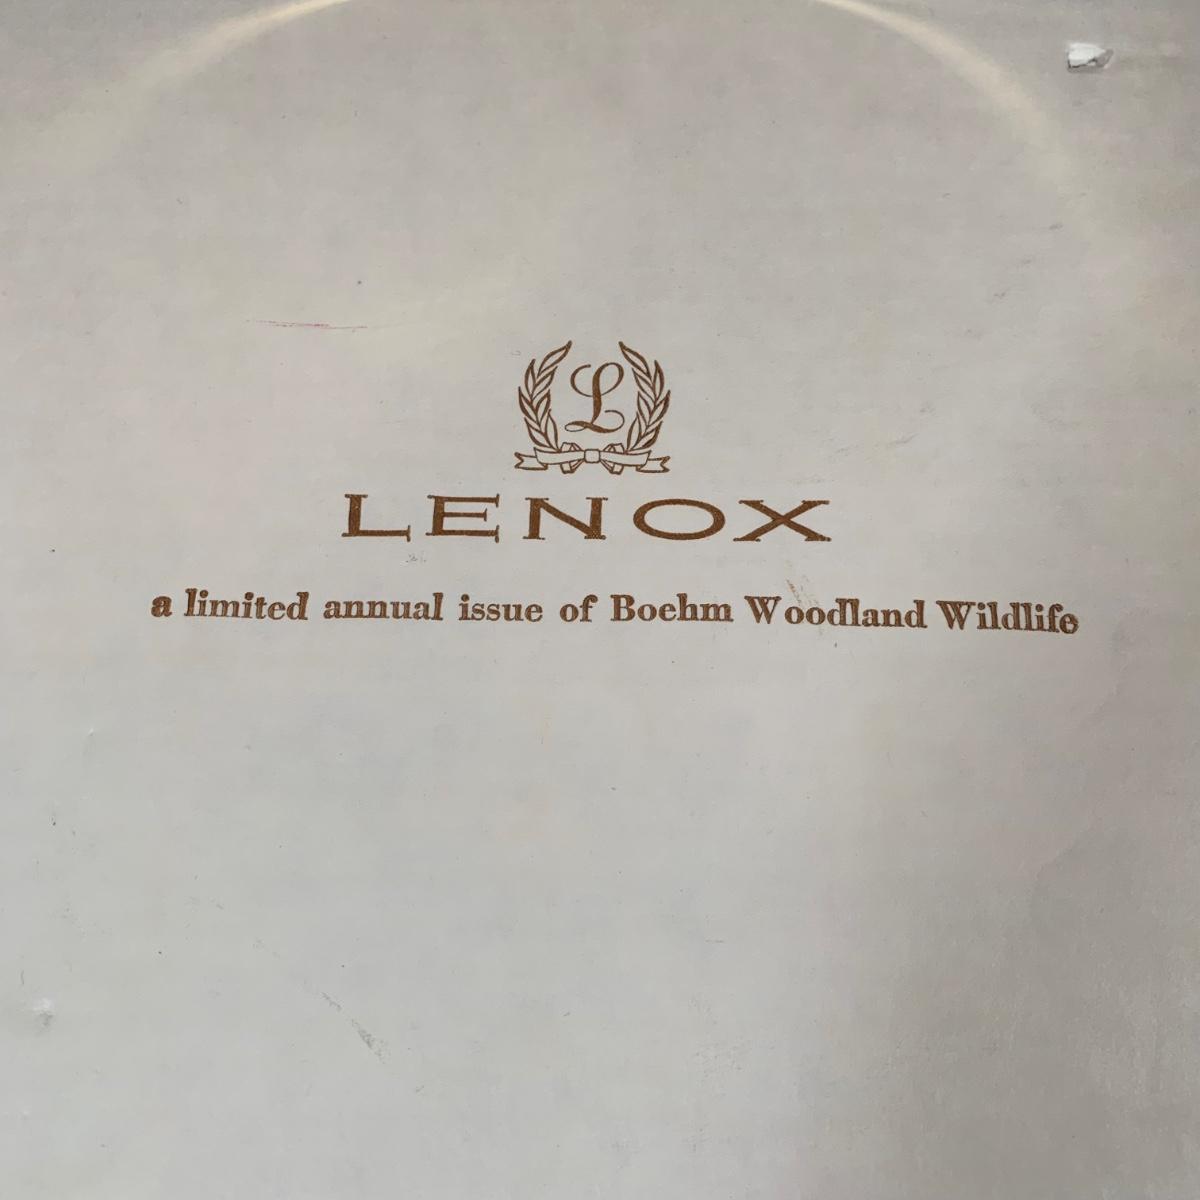 L
LENOX
a limited annual issue of Boehm Woodland Wildlife